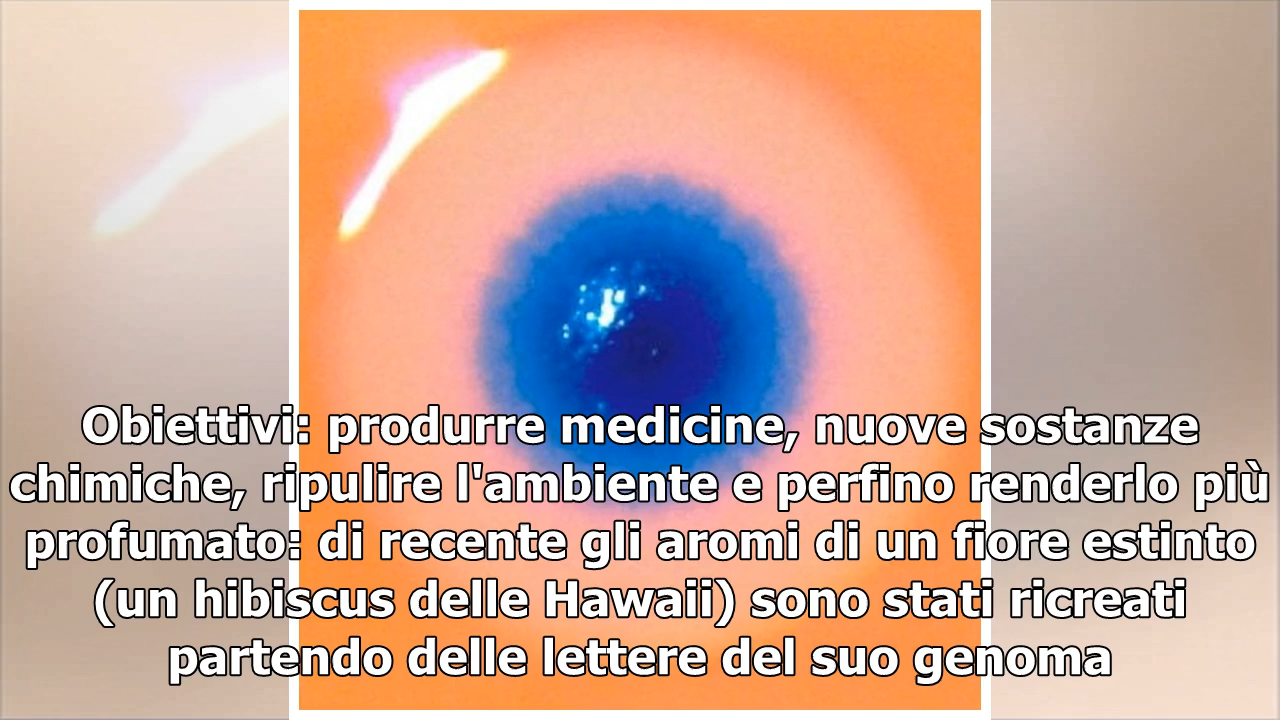 Obiettivi: produrre medicine, nuove sostanze
chimiche, ripulire l'ambiente e perfino renderlo più
profumato: di recente gli aromi di un fiore estinto
(un hibiscus delle Hawaii) sono stati ricreati
partendo delle lettere del suo genoma